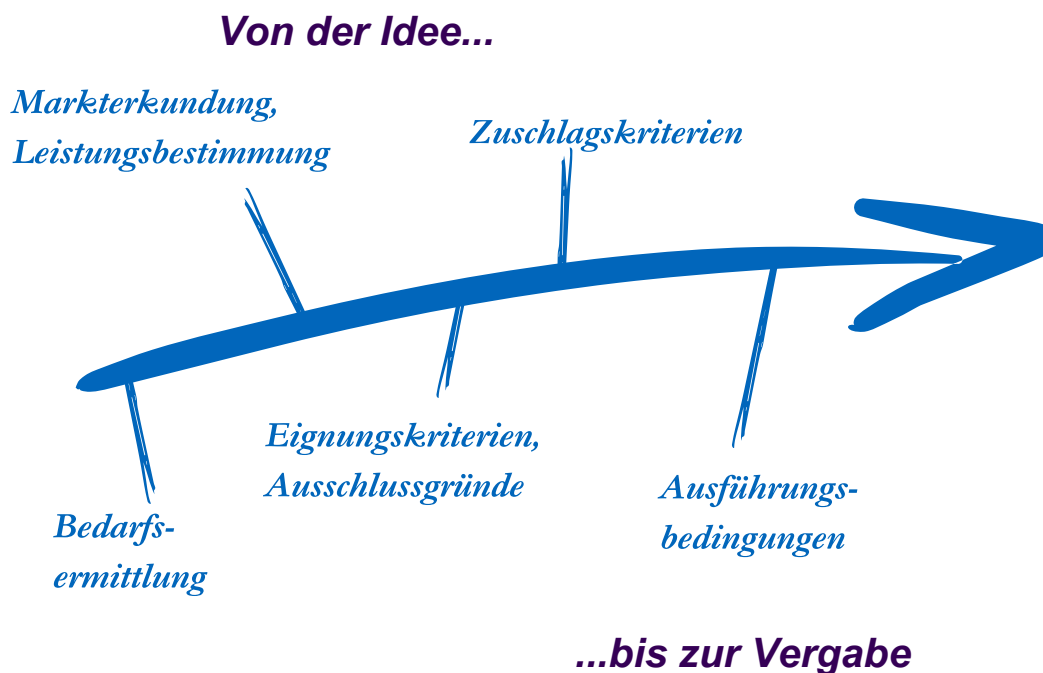 Von der Idee...
Markterkundung,
Leistungsbestimmung
Zuschlagskriterien
Eignungskriterien,
Ausschlussgründe
Ausführungs-
bedingungen
Bedarfs-
ermittlung
...bis zur Vergabe